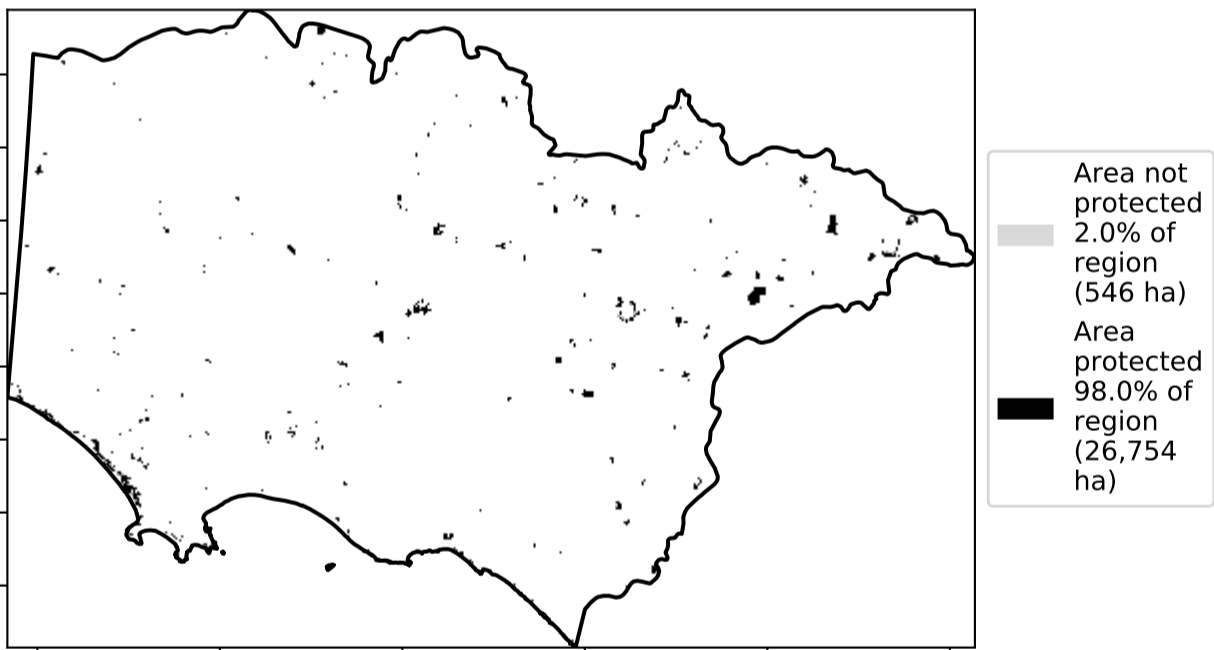 Area not
protected
2.0% of
region
(546 ha)
Area
protected
98.0% of
region
(26,754
ha)